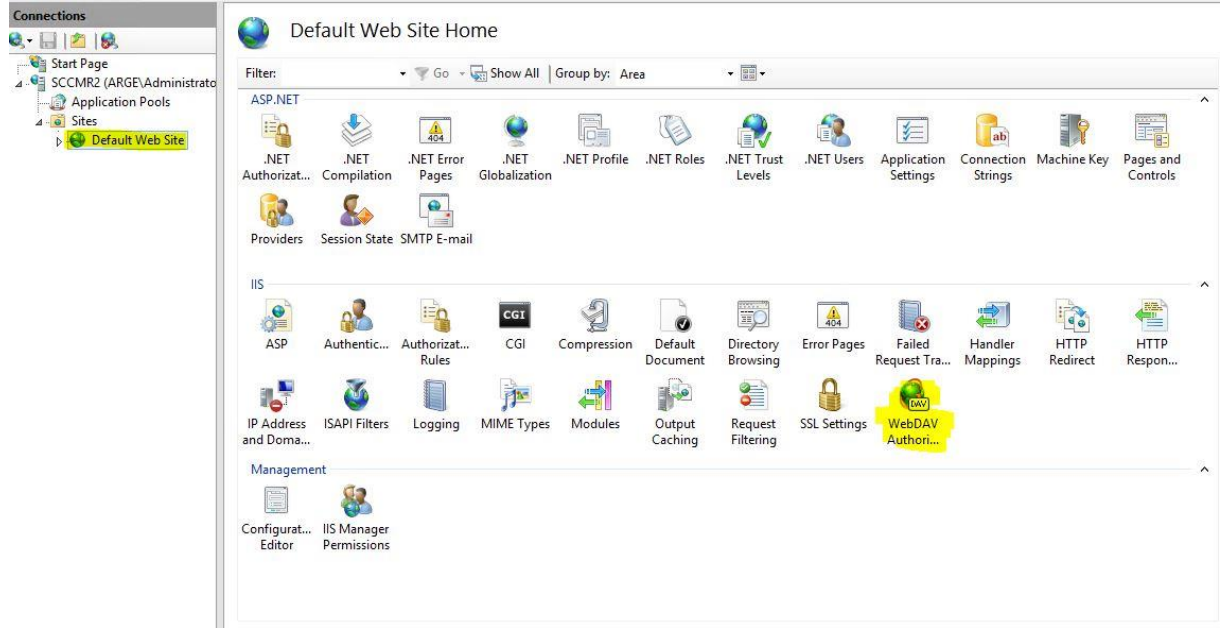 Connections
Start Page
SCCMR2 (ARGE\Administrato
Application Pools
Sites
Default Web Site
Default Web Site Home
Filter:
Go
Show All
Group by: Area
ASP.NET
.NET Authorizat...
.NET Compilation
404
.NET Error Pages
.NET Globalization
.NET Profile
.NET Roles
.NET Trust Levels
.NET Users
Application Settings
ab
Connection Strings
Machine Key
Pages and Controls
Providers
Session State
SMTP E-mail
IIS
ASP
Authentic...
Authorizat... Rules
CGI
CGI
Compression
Default Document
Directory Browsing
404
Error Pages
Failed Request Tra...
Handler Mappings
HTTP Redirect
HTTP Respon...
IP Address and Doma...
ISAPI Filters
Logging
MIME Types
Modules
Output Caching
Request Filtering
SSL Settings
DAV
WebDAV Authori...
Management
Configurat... Editor
IIS Manager Permissions